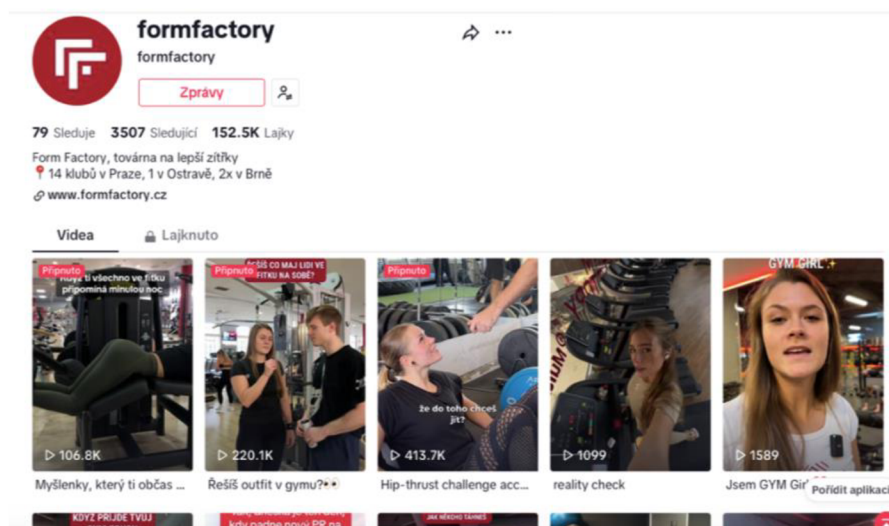 formfactory
formfactory
Zprávy
79 Sleduje 3507 Sledující 152.5K Lajky
Form Factory, továrna na lepší zítřky
14 klubů v Praze, 1 v Ostravě, 2x v Brně
www.formfactory.cz
Videa Lajknuto
Připnuto
Když ti všechno ve fitku
připomíná minulou noc
106.8K
Myšlenky, který ti občas ...
Připnuto
ŘEŠÍŠ CO MAJ LIDI VE
FITKU NA SOBĚ?
220.1K
Řešíš outfit v gymu?
Připnuto
že do toho chceš
jít?
413.7K
Hip-thrust challenge acc...
1099
reality check
GYM GIRL
1589
Jsem GYM Girl
Pořídit aplikaci
KDYŽ PŘIJDE TVŮJ
kdy padne nový PR na
JAK NĚKOHO TÁHNEŠ